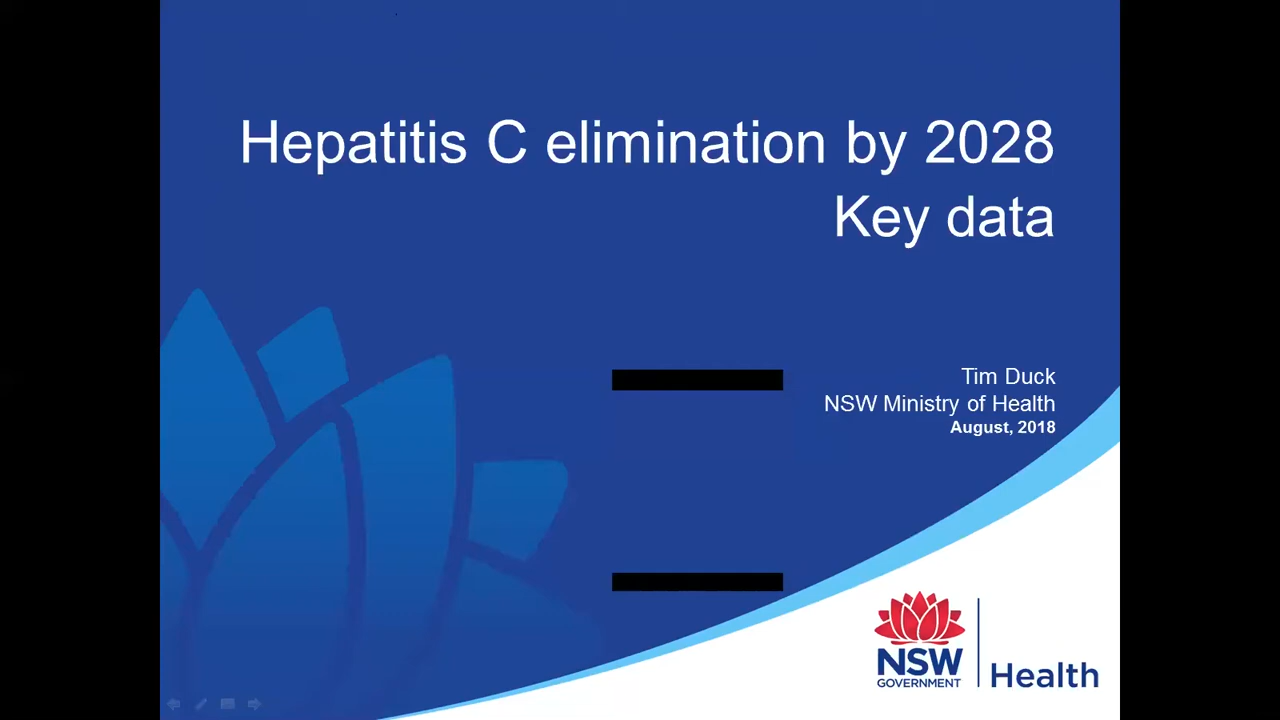 Hepatitis C elimination by 2028
Key data
Tim Duck
NSW Ministry of Health
August, 2018
NSW
GOVERNMENT
Health